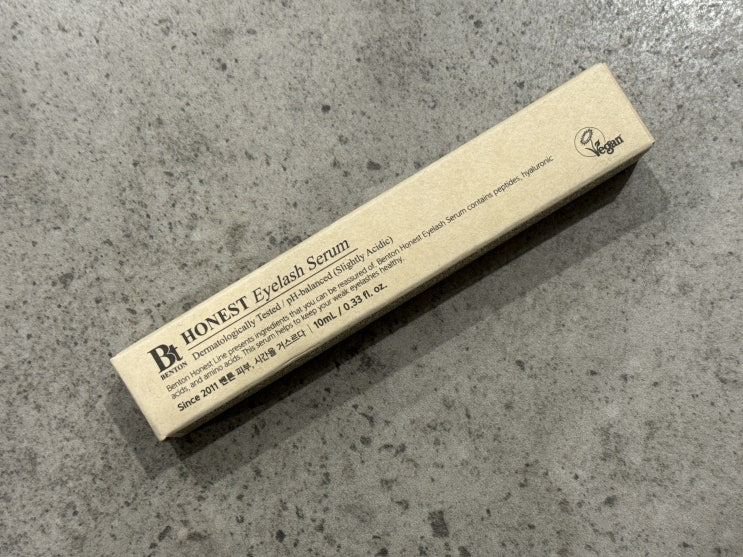 Bt
BENTON
HONEST Eyelash Serum
Dermatologically Tested / pH-balanced (Slightly Acidic)
Benton Honest Line presents ingredients that you can be reassured of. Benton Honest Eyelash Serum contains peptides, hyaluronic
acids, and amino acids. This serum helps to keep your weak eyelashes healthy.
Since 2011 벤튼 피부, 시간을 거스르다 | 10mL / 0.33 fl. oz.
Vegan